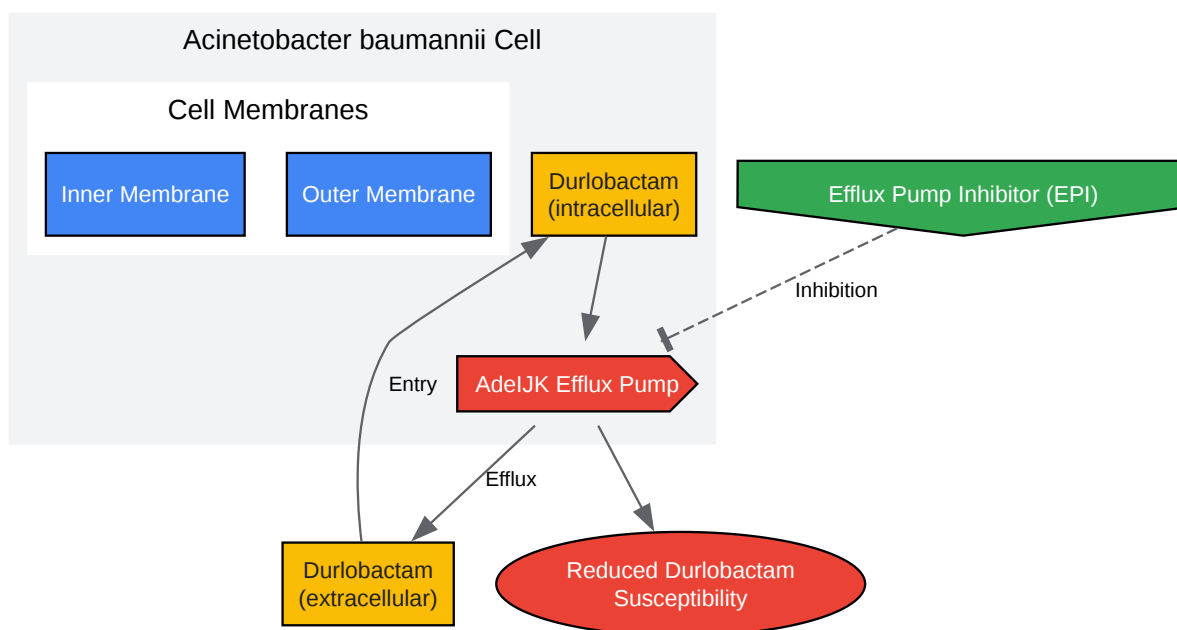 Acinetobacter baumannii Cell
Cell Membranes
Inner Membrane
Outer Membrane
Durlobactam
(intracellular)
Efflux Pump Inhibitor (EPI)
Inhibition
Entry
AdeIJK Efflux Pump
Efflux
Durlobactam
(extracellular)
Reduced Durlobactam
Susceptibility